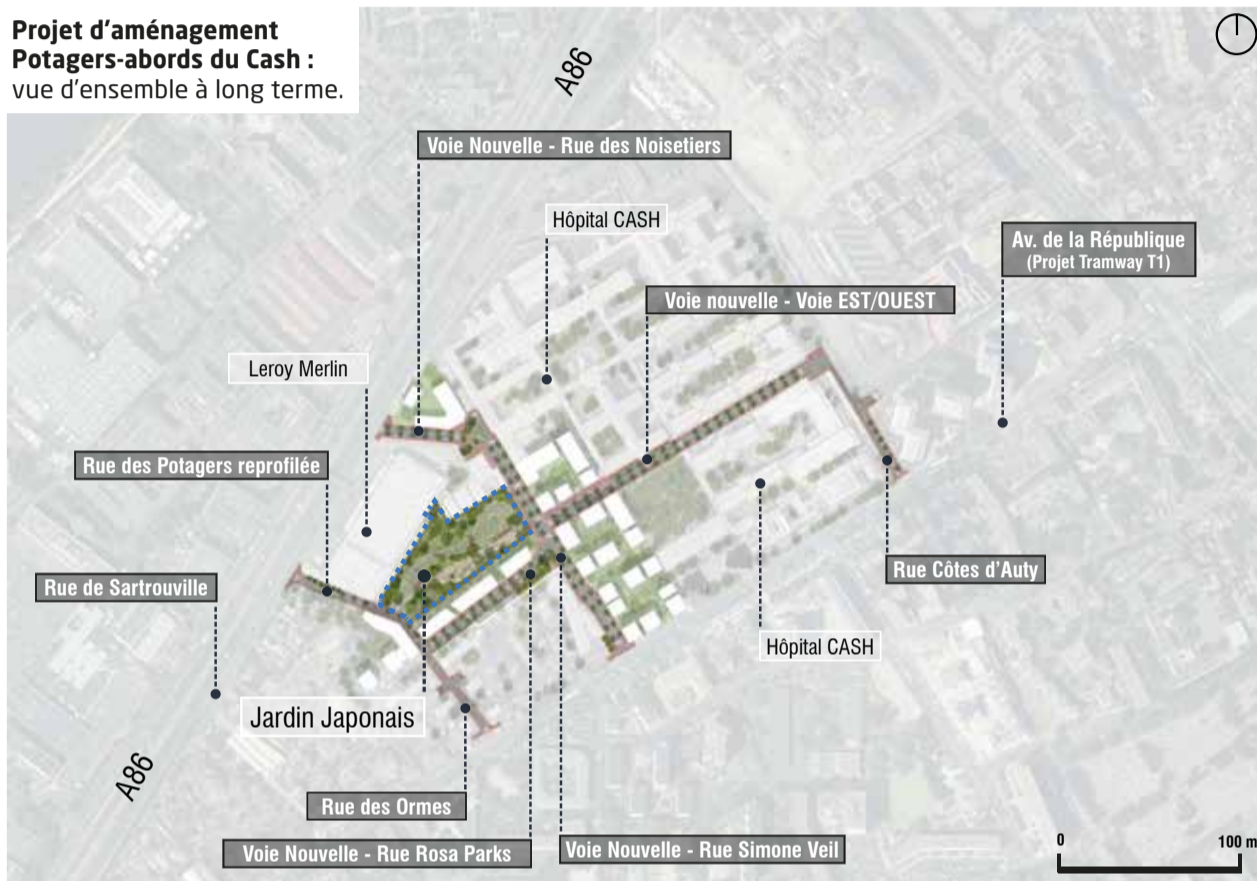 Projet d'aménagement
Potagers-abords du Cash :
vue d'ensemble à long terme.
A86
Voie Nouvelle - Rue des Noisetiers
Hôpital CASH
Av. de la République
(Projet Tramway T1)
Voie nouvelle - Voie EST/OUEST
Leroy Merlin
Rue des Potagers reprofilée
Rue de Sartrouville
Rue Côtes d'Auty
Hôpital CASH
Jardin Japonais
A86
Rue des Ormes
Voie Nouvelle - Rue Rosa Parks
Voie Nouvelle - Rue Simone Veil
0 100 m